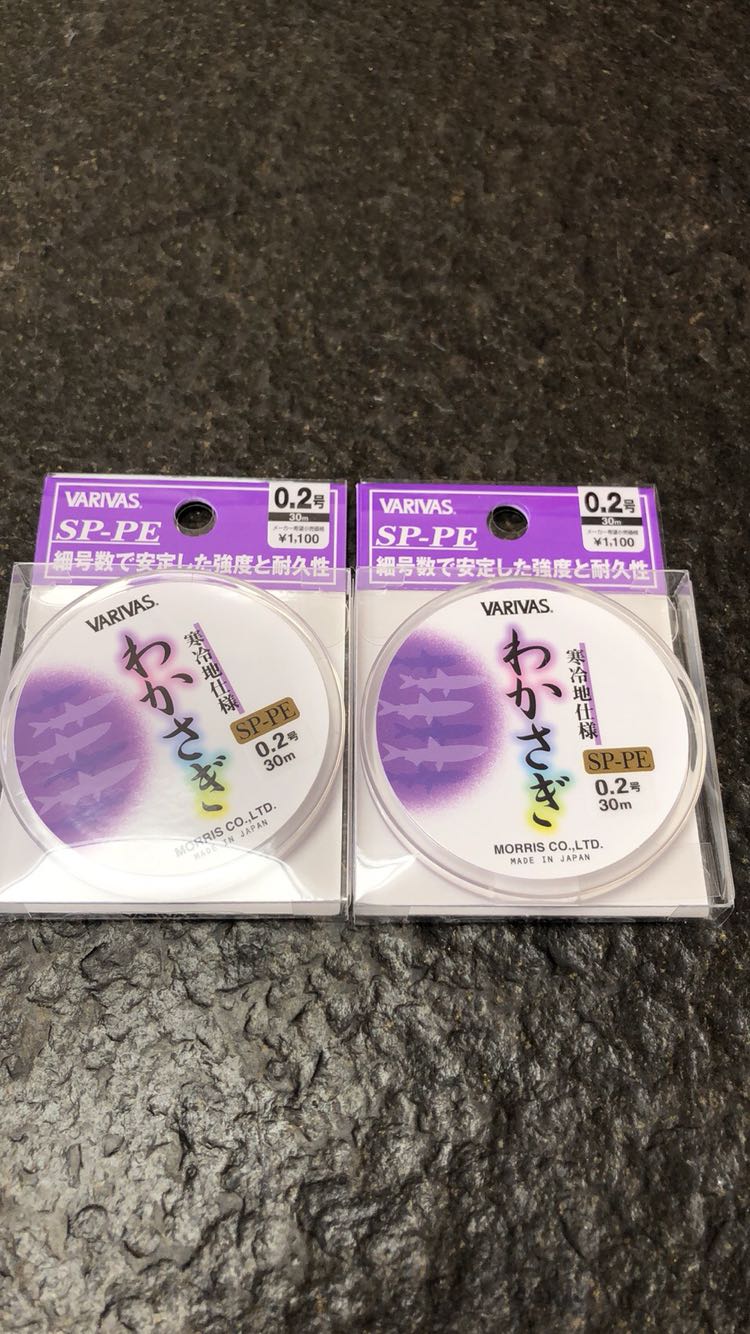 VARIVAS®
SP-PE
0.2号
30m
メーカー希望小売価格
¥1,100
細号数で安定した強度と耐久性
VARIVAS®
わかさぎ
寒冷地仕様
SP-PE
0.2号
30m
MORRIS CO.,LTD.
MADE IN JAPAN
VARIVAS®
SP-PE
0.2号
30m
メーカー希望小売価格
¥1,100
細号数で安定した強度と耐久性
VARIVAS®
わかさぎ
寒冷地仕様
SP-PE
0.2号
30m
MORRIS CO.,LTD.
MADE IN JAPAN